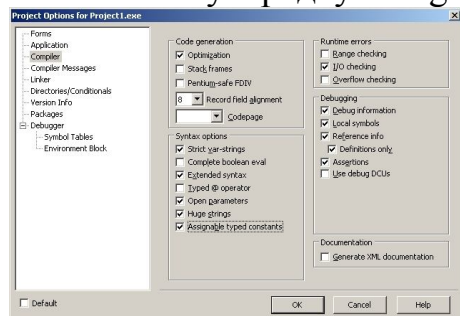 Project Options for Project1.exe
Forms
Application
Compiler
Compiler Messages
Linker
Directories/Conditionals
Version Info
Packages
Debugger
Symbol Tables
Environment Block
Code generation
Optimization
Stack frames
Pentium-safe FDIV
8 Record field alignment
Codepage
Syntax options
Strict var-strings
Complete boolean eval
Extended syntax
Typed @ operator
Open parameters
Huge strings
Assignable typed constants
Runtime errors
Range checking
I/O checking
Overflow checking
Debugging
Debug information
Local symbols
Reference info
Definitions only
Assertions
Use debug DCUs
Documentation
Generate XML documentation
Default
OK
Cancel
Help